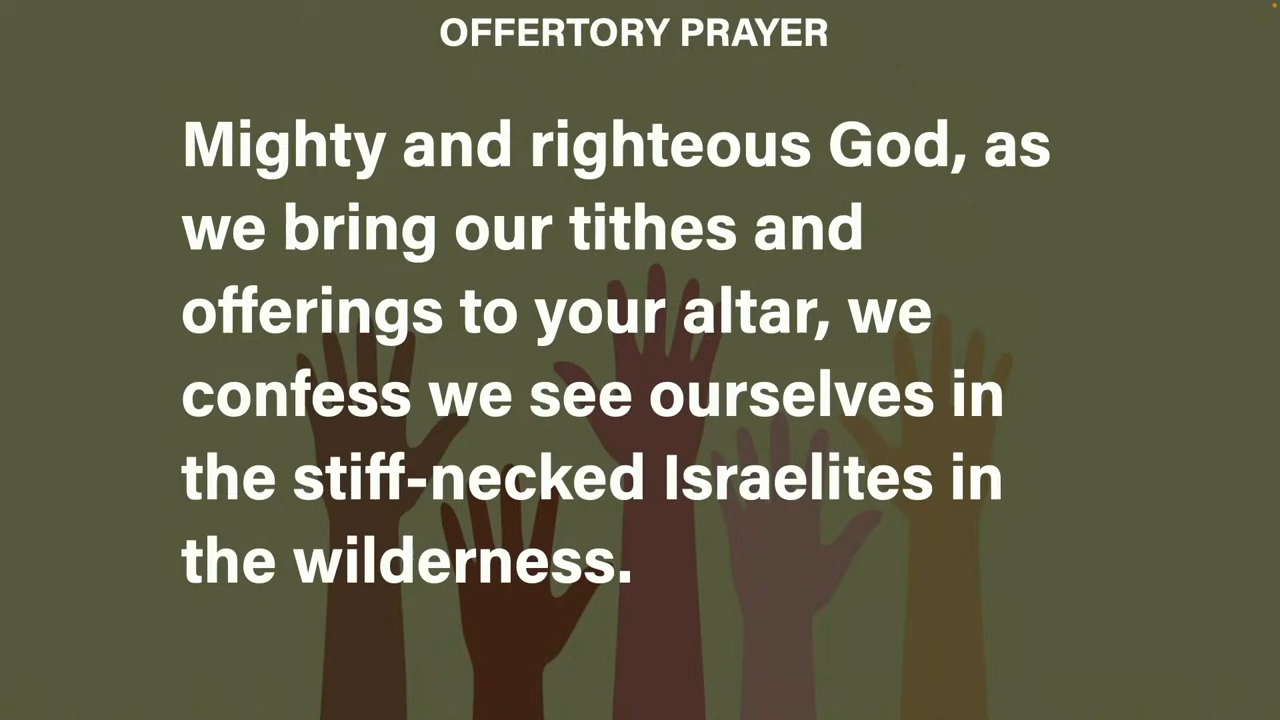 OFFERTORY PRAYER
Mighty and righteous God, as
we bring our tithes and
offerings to your altar, we
confess we see ourselves in
the stiff-necked Israelites in
the wilderness.